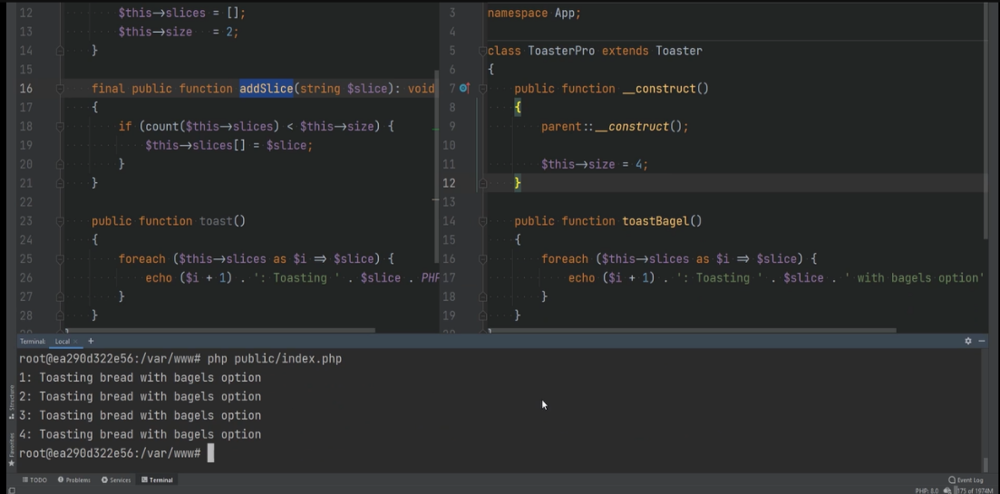 12 $this→slices = [];
13 $this→size = 2;
14 }
15
16 final public function addSlice(string $slice): void
17 {
18 if (count($this→slices) < $this→size) {
19 $this→slices[] = $slice;
20 }
21 }
22
23 public function toast()
24 {
25 foreach ($this→slices as $i ⇒ $slice) {
26 echo ($i + 1) . ': Toasting ' . $slice . PHP
27 }
28 }
3 namespace App;
4
5 class ToasterPro extends Toaster
6 {
7 public function __construct()
8 {
9 parent::__construct();
10
11 $this→size = 4;
12 }
13
14 public function toastBagel()
15 {
16 foreach ($this→slices as $i ⇒ $slice) {
17 echo ($i + 1) . ': Toasting ' . $slice . ' with bagels option'
18 }
19 }
Terminal: Local × +
root@ea290d322e56:/var/www# php public/index.php
1: Toasting bread with bagels option
2: Toasting bread with bagels option
3: Toasting bread with bagels option
4: Toasting bread with bagels option
root@ea290d322e56:/var/www#
Structure
Favorites
TODO Problems Services Terminal Event Log
PHP: 8.0 of 1974M